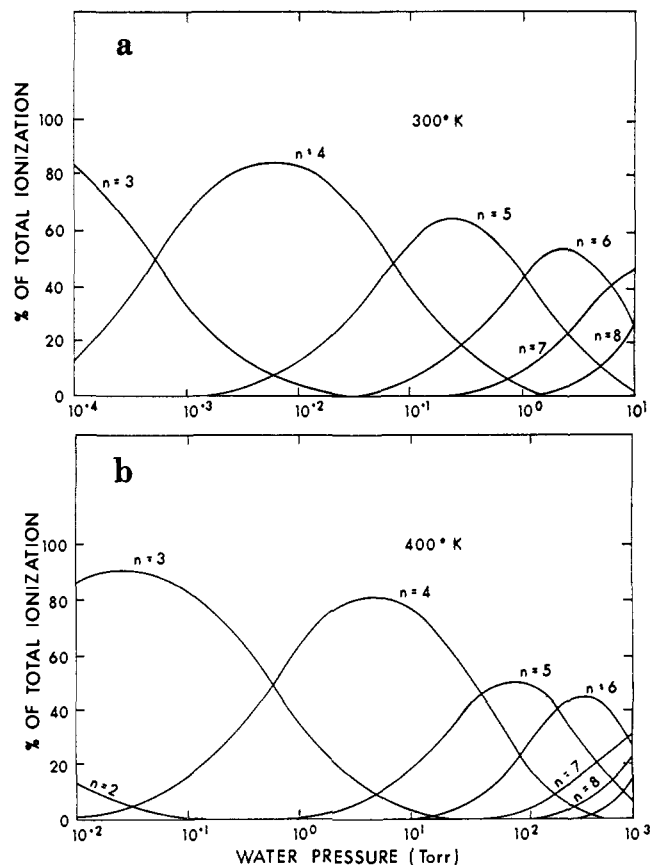 a
% OF TOTAL IONIZATION
100
80
60
40
20
0
300° K
n = 3
n = 4
n = 5
n = 6
n = 7
n = 8
10-4
10-3
10-2
10-1
100
101
b
% OF TOTAL IONIZATION
100
80
60
40
20
0
400° K
n = 3
n = 4
n = 5
n = 6
n = 2
n = 7
n = 8
10-2
10-1
100
101
102
103
WATER PRESSURE (Torr)